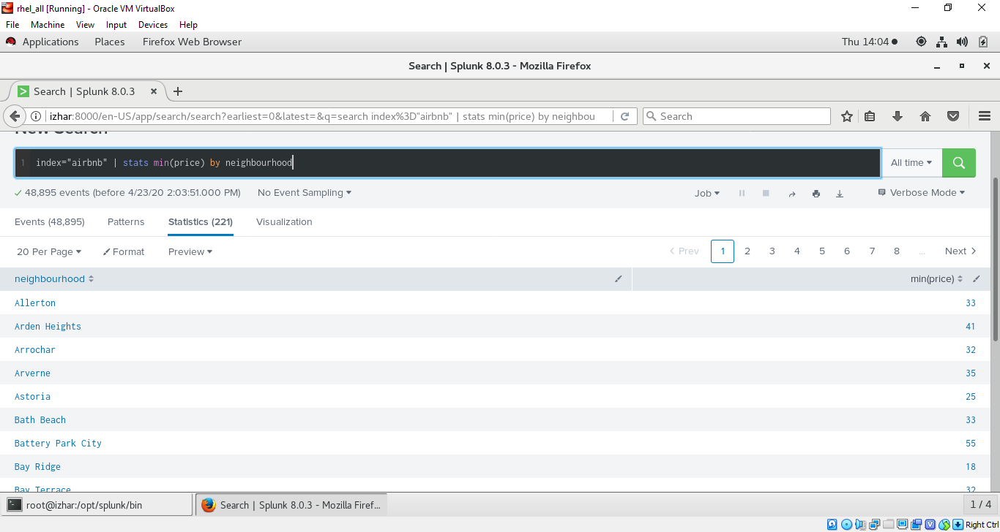 rhel_all [Running] - Oracle VM VirtualBox
File Machine View Input Devices Help
Applications Places Firefox Web Browser Thu 14:04
Search | Splunk 8.0.3 - Mozilla Firefox
Search | Splunk 8.0.3
izhar:8000/en-US/app/search/search?earliest=0&latest=&q=search index%3D"airbnb" | stats min(price) by neighbou Search
New Search
1 index="airbnb" | stats min(price) by neighbourhood All time
48,895 events (before 4/23/20 2:03:51.000 PM) No Event Sampling Job Verbose Mode
Events (48,895) Patterns Statistics (221) Visualization
20 Per Page Format Preview < Prev 1 2 3 4 5 6 7 8 ... Next >
neighbourhood min(price)
Allerton 33
Arden Heights 41
Arrochar 32
Arverne 35
Astoria 25
Bath Beach 33
Battery Park City 55
Bay Ridge 18
Bay Terrace 32
root@izhar:/opt/splunk/bin Search | Splunk 8.0.3 - Mozilla Firef... 1 / 4
Right Ctrl